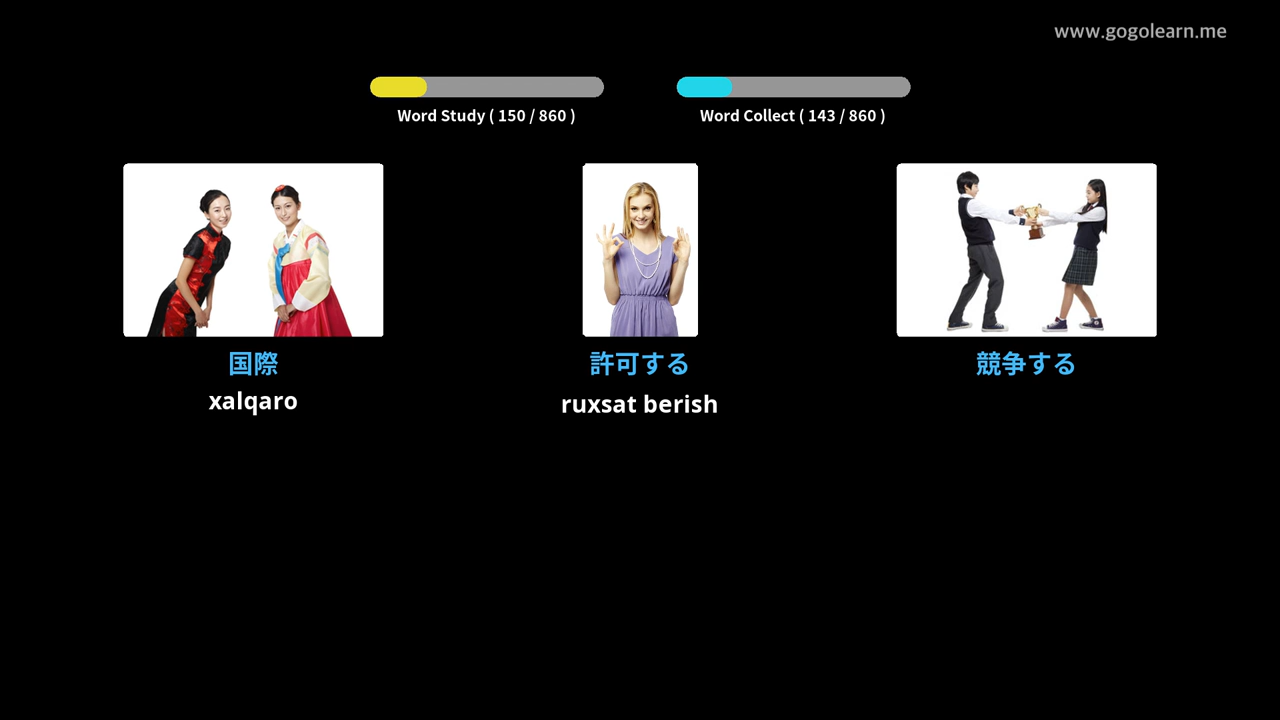 www.gogolearn.me
Word Study ( 150 / 860 )
Word Collect ( 143 / 860 )
国際
許可する
競争する
xalqaro
ruxsat berish